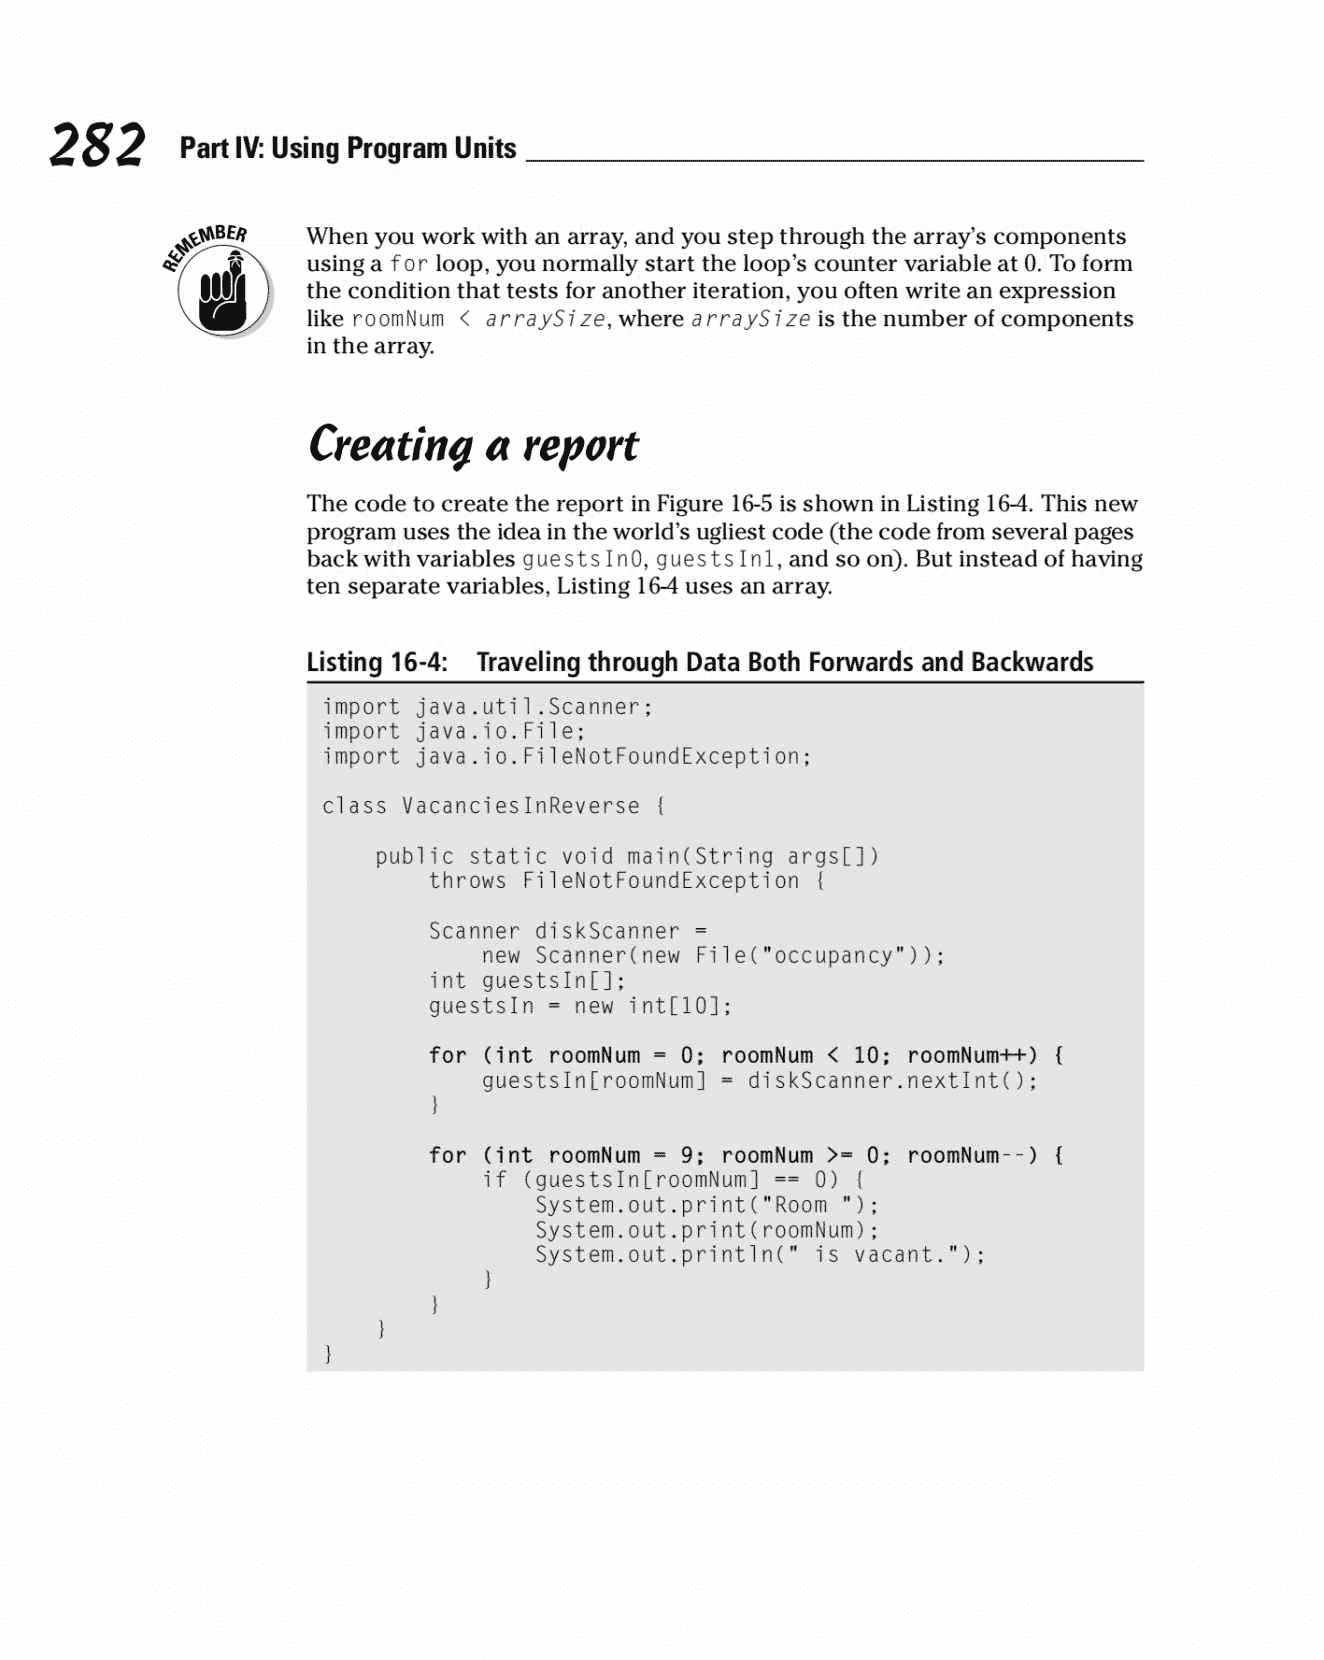 282 Part IV: Using Program Units
REMEMBER
When you work with an array, and you step through the array's components
using a for loop, you normally start the loop's counter variable at 0. To form
the condition that tests for another iteration, you often write an expression
like roomNum < arraySize, where arraySize is the number of components
in the array.
Creating a report
The code to create the report in Figure 16-5 is shown in Listing 16-4. This new
program uses the idea in the world's ugliest code (the code from several pages
back with variables guestsIn0, guestsIn1, and so on). But instead of having
ten separate variables, Listing 16-4 uses an array.
Listing 16-4: Traveling through Data Both Forwards and Backwards
import java.util.Scanner;
import java.io.File;
import java.io.FileNotFoundException;
class VacanciesInReverse {
public static void main(String args[])
throws FileNotFoundException {
Scanner diskScanner =
new Scanner(new File("occupancy"));
int guestsIn[];
guestsIn = new int[10];
for (int roomNum = 0; roomNum < 10; roomNum++) {
guestsIn[roomNum] = diskScanner.nextInt();
}
for (int roomNum = 9; roomNum >= 0; roomNum--) {
if (guestsIn[roomNum] == 0) {
System.out.print("Room ");
System.out.print(roomNum);
System.out.println(" is vacant.");
}
}
}
}